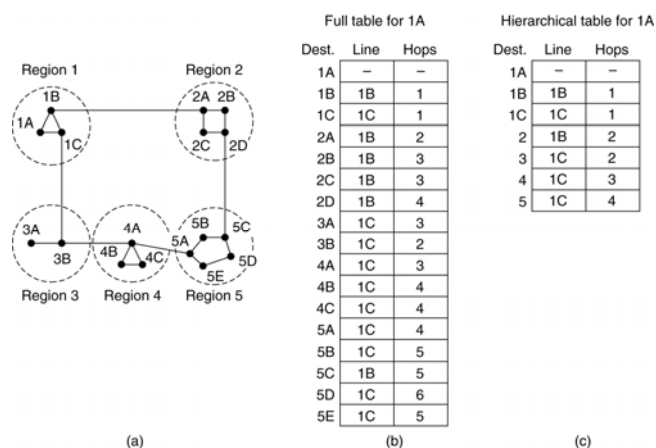 Full table for 1A
Hierarchical table for 1A
Dest. Line Hops
Dest. Line Hops
Region 1
Region 2
1B
2A 2B
1A
1C
2C
2D
3A
3B
4A
4B
4C
5A
5B
5C
5D
5E
Region 3 Region 4 Region 5
1A – –
1B 1B 1
1C 1C 1
2A 1B 2
2B 1B 3
2C 1B 3
2D 1B 4
3A 1C 3
3B 1C 2
4A 1C 3
4B 1C 4
4C 1C 4
5A 1C 4
5B 1C 5
5C 1B 5
5D 1C 6
5E 1C 5
1A – –
1B 1B 1
1C 1C 1
2 1B 2
3 1C 2
4 1C 3
5 1C 4
(a)
(b)
(c)